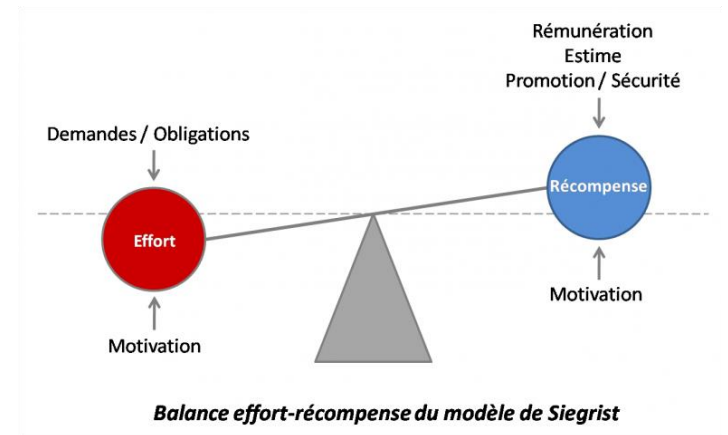 Rémunération
Estime
Promotion / Sécurité
Demandes / Obligations
Récompense
Effort
Motivation
Motivation
Balance effort-récompense du modèle de Siegrist